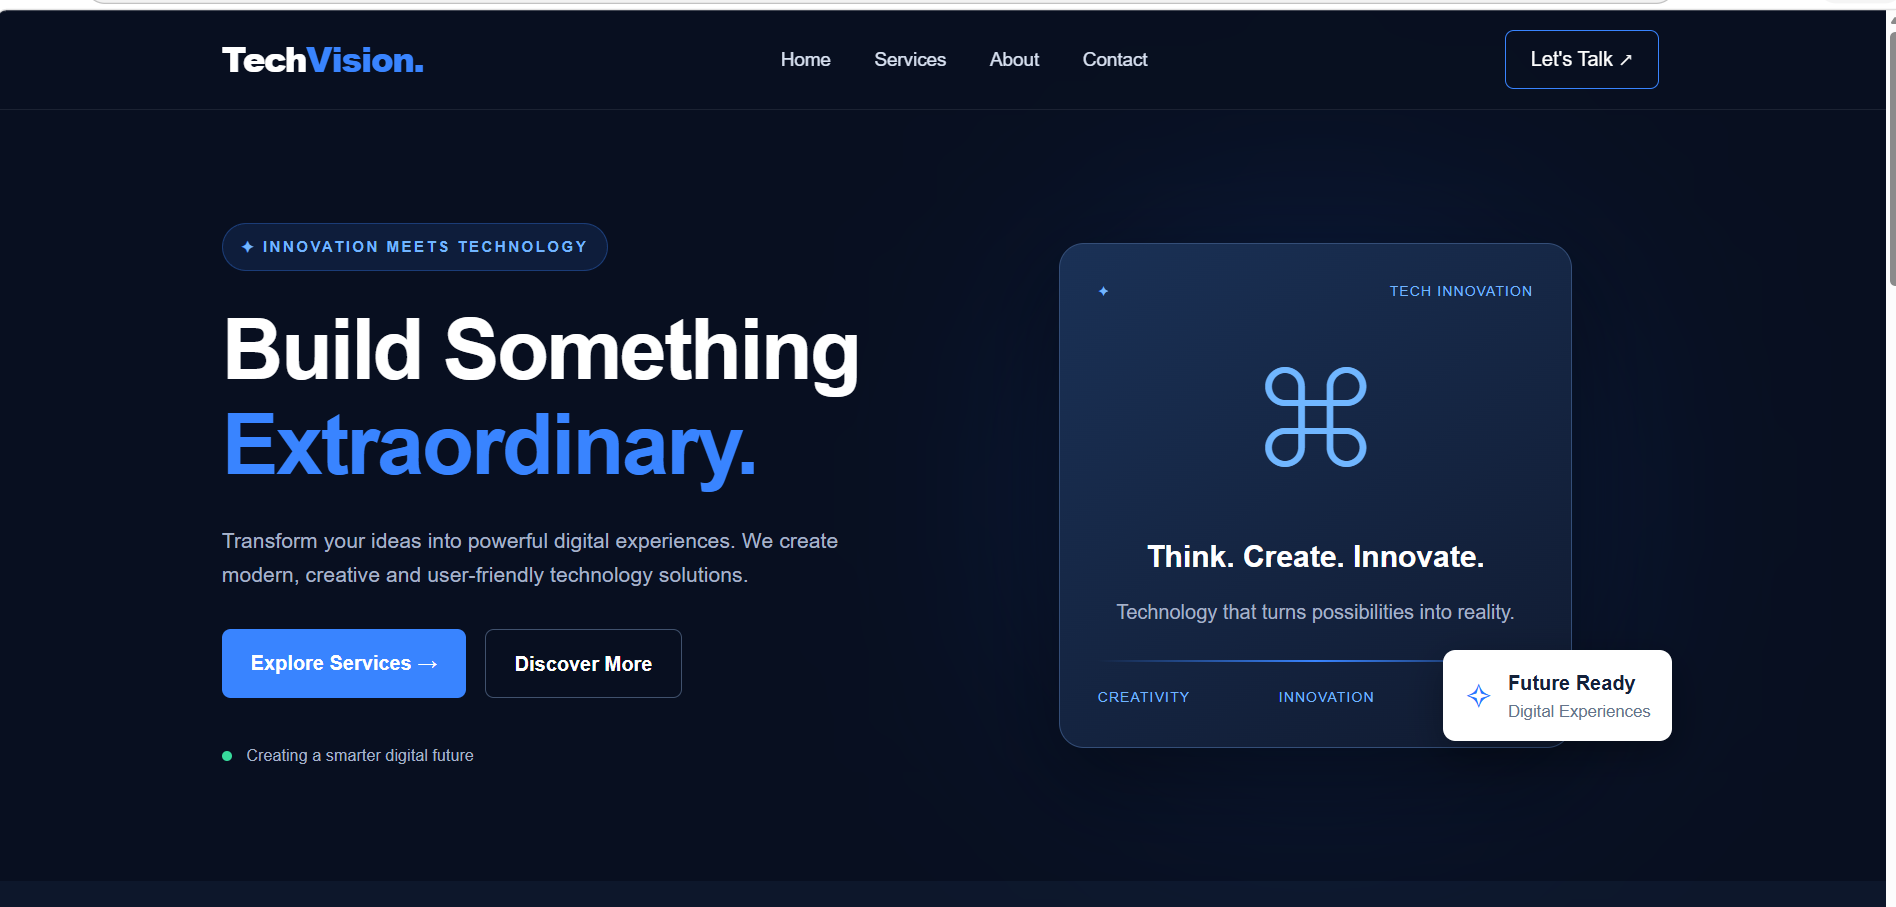 TechVision.
Home
Services
About
Contact
Let's Talk ↗
✦ INNOVATION MEETS TECHNOLOGY
Build Something
Extraordinary.
Transform your ideas into powerful digital experiences. We create
modern, creative and user-friendly technology solutions.
Explore Services →
Discover More
Creating a smarter digital future
✦
TECH INNOVATION
⌘
Think. Create. Innovate.
Technology that turns possibilities into reality.
CREATIVITY
INNOVATION
Future Ready
Digital Experiences